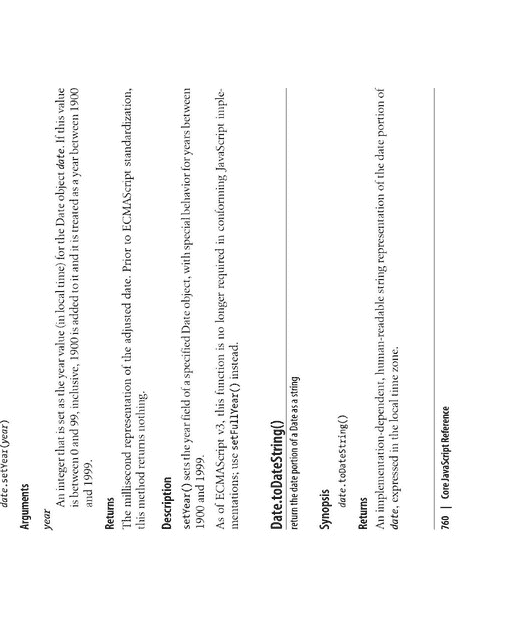 date.setYear(year)
Arguments
year
An integer that is set as the year value (in local time) for the Date object date. If this value
is between 0 and 99, inclusive, 1900 is added to it and it is treated as a year between 1900
and 1999.
Returns
The millisecond representation of the adjusted date. Prior to ECMAScript standardization,
this method returns nothing.
Description
setYear() sets the year field of a specified Date object, with special behavior for years between
1900 and 1999.
As of ECMAScript v3, this function is no longer required in conforming JavaScript imple-
mentations; use setFullYear() instead.
Date.toDateString()
return the date portion of a Date as a string
Synopsis
date.toDateString()
Returns
An implementation-dependent, human-readable string representation of the date portion of
date, expressed in the local time zone.
760 | Core JavaScript Reference